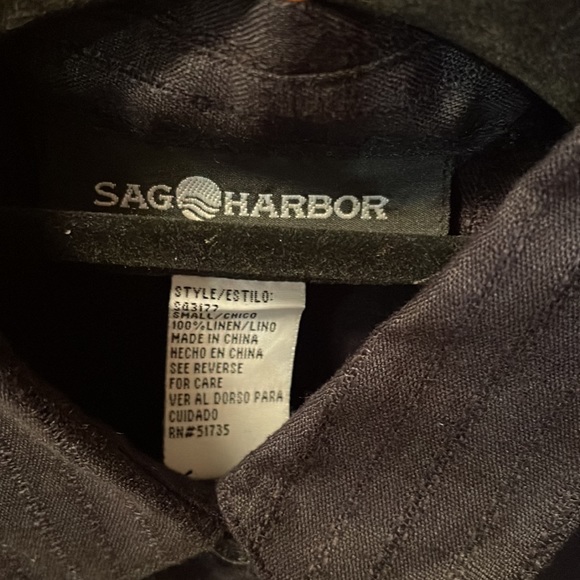 SAG HARBOR
STYLE/ESTILO:
SQ3177
SMALL/CHICO
100%LINEN/LINO
MADE IN CHINA
HECHO EN CHINA
SEE REVERSE
FOR CARE
VER AL DORSO PARA
CUIDADO
RN#51735